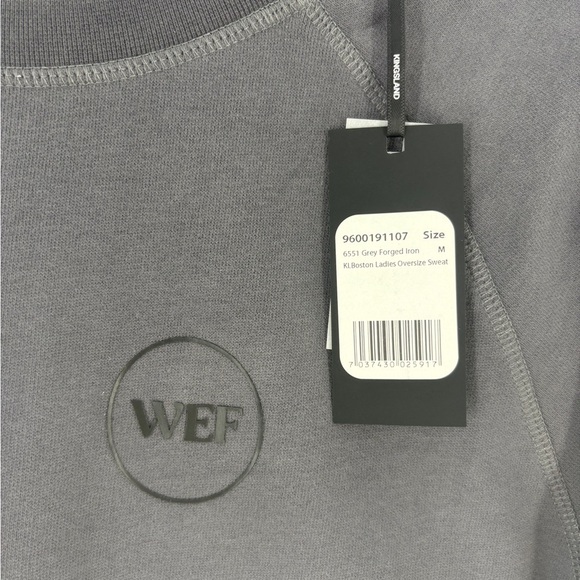 KINGSLAND
9600191107 Size
6551 Grey Forged Iron M
KLBoston Ladies Oversize Sweat
7 037430 025917
WEF